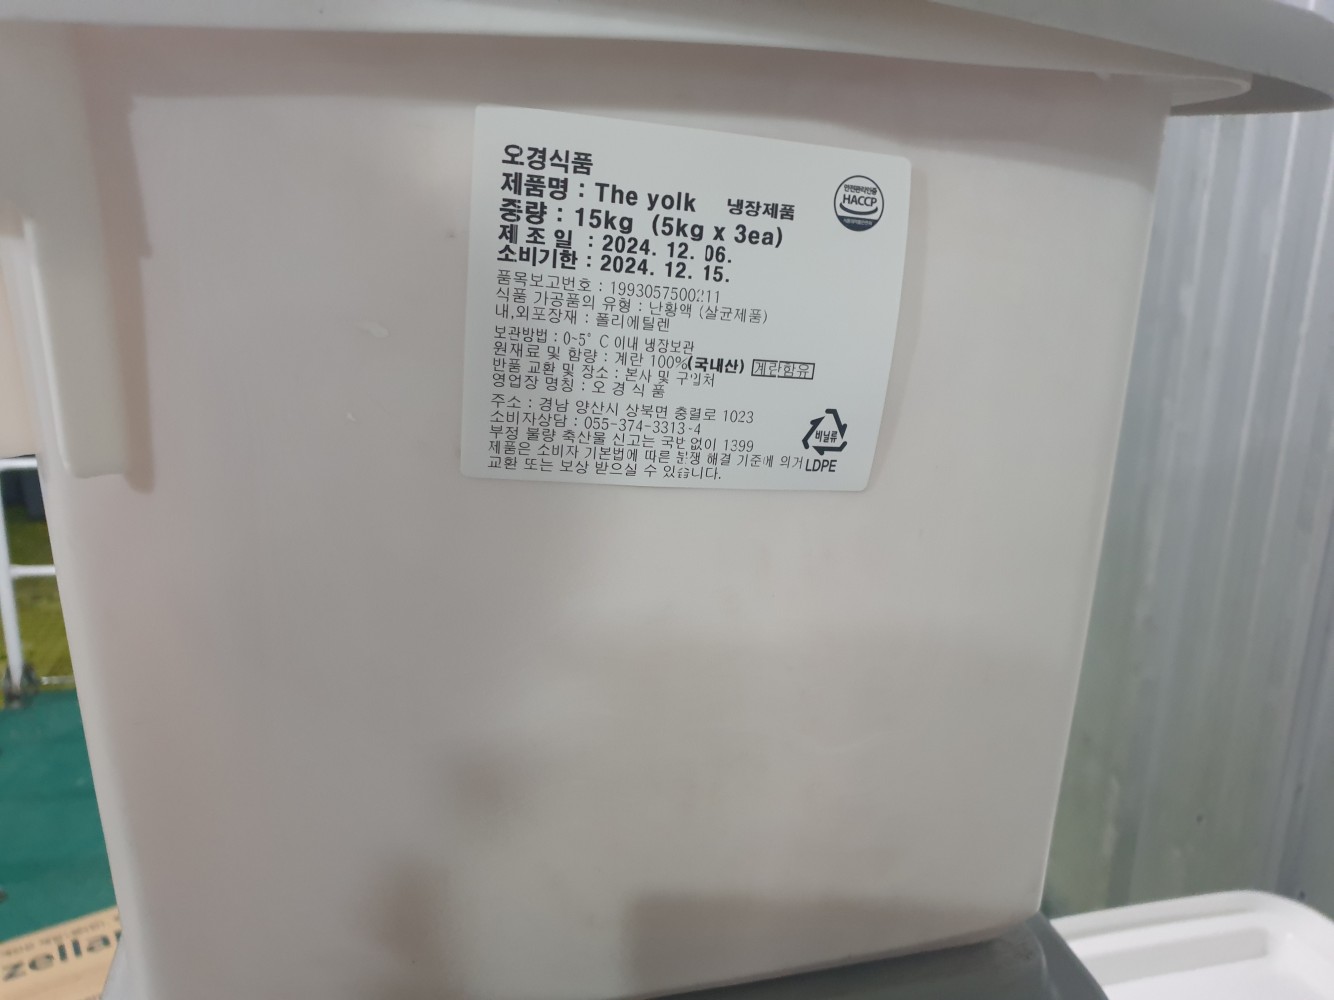 오경식품
제품명 : The yolk 냉장제품
중량 : 15kg (5kg x 3ea)
제 조 일 : 2024. 12. 06.
소비기한 : 2024. 12. 15.
품목보고번호 : 1993057500211
식품 가공품의 유형 : 난황액 (살균제품)
내,외포장재 : 폴리에틸렌
보관방법 : 0~5° C 이내 냉장보관
원재료 및 함량 : 계란 100%(국내산) 계란함유
반품 교환 및 장소 : 본사 및 구입처
영업장 명칭 : 오 경 식 품
주소 : 경남 양산시 상북면 충렬로 1023
소비자상담 : 055-374-3313-4
부정 불량 축산물 신고는 국번없이 1399
제품은 소비자 기본법에 따른 분쟁 해결 기준에 의거
교환 또는 보상 받으실 수 있습니다.
안전관리인증
HACCP
비닐류
LDPE